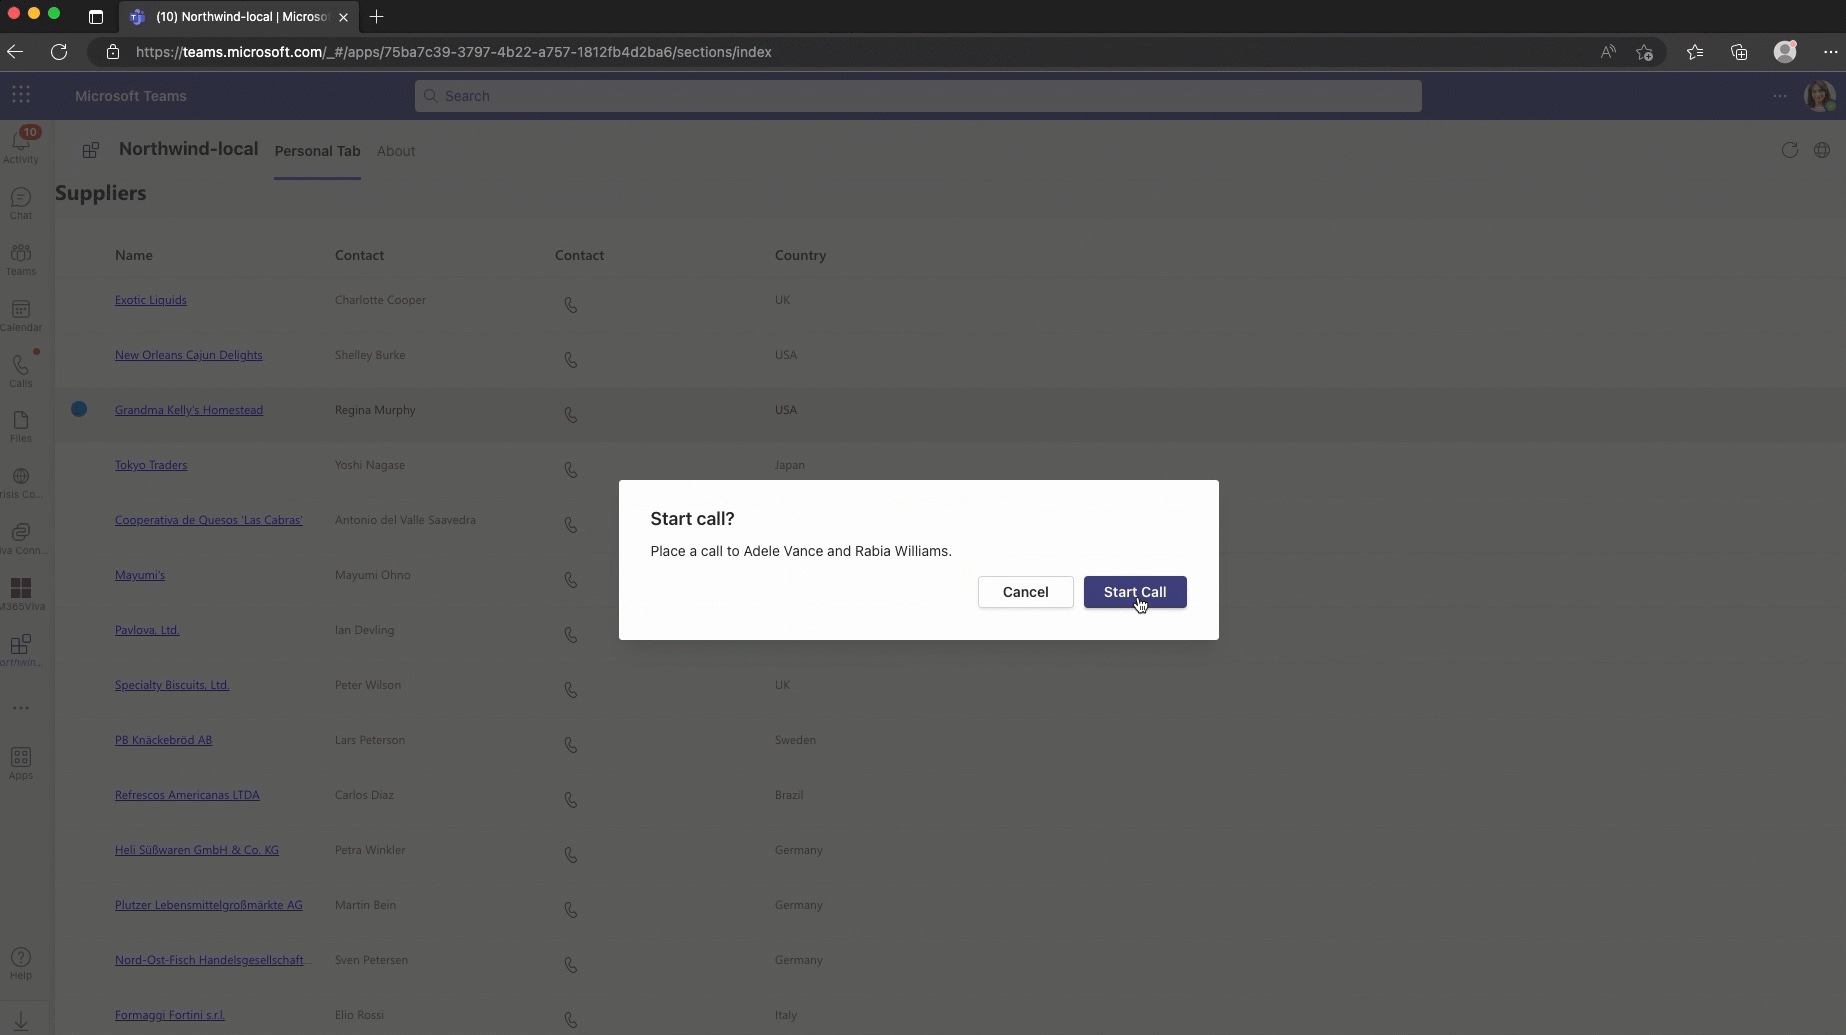 (10) Northwind-local | Microsof
https://teams.microsoft.com/_#/apps/75ba7c39-3797-4b22-a757-1812fb4d2ba6/sections/index
Microsoft Teams
Search
10
Activity
Chat
Teams
Calendar
Calls
Files
risis Co...
iva Conn...
M365Viva
orthwin...
Apps
Help
Northwind-local Personal Tab About
Suppliers
Name Contact Contact Country
Exotic Liquids Charlotte Cooper UK
New Orleans Cajun Delights Shelley Burke USA
Grandma Kelly's Homestead Regina Murphy USA
Tokyo Traders Yoshi Nagase Japan
Cooperativa de Quesos 'Las Cabras' Antonio del Valle Saavedra
Mayumi's Mayumi Ohno
Pavlova, Ltd. Ian Devling
Specialty Biscuits, Ltd. Peter Wilson UK
PB Knäckebröd AB Lars Peterson Sweden
Refrescos Americanas LTDA Carlos Diaz Brazil
Heli Süßwaren GmbH & Co. KG Petra Winkler Germany
Plutzer Lebensmittelgroßmärkte AG Martin Bein Germany
Nord-Ost-Fisch Handelsgesellschaft... Sven Petersen Germany
Formaggi Fortini s.r.l. Elio Rossi Italy
Start call?
Place a call to Adele Vance and Rabia Williams.
Cancel Start Call